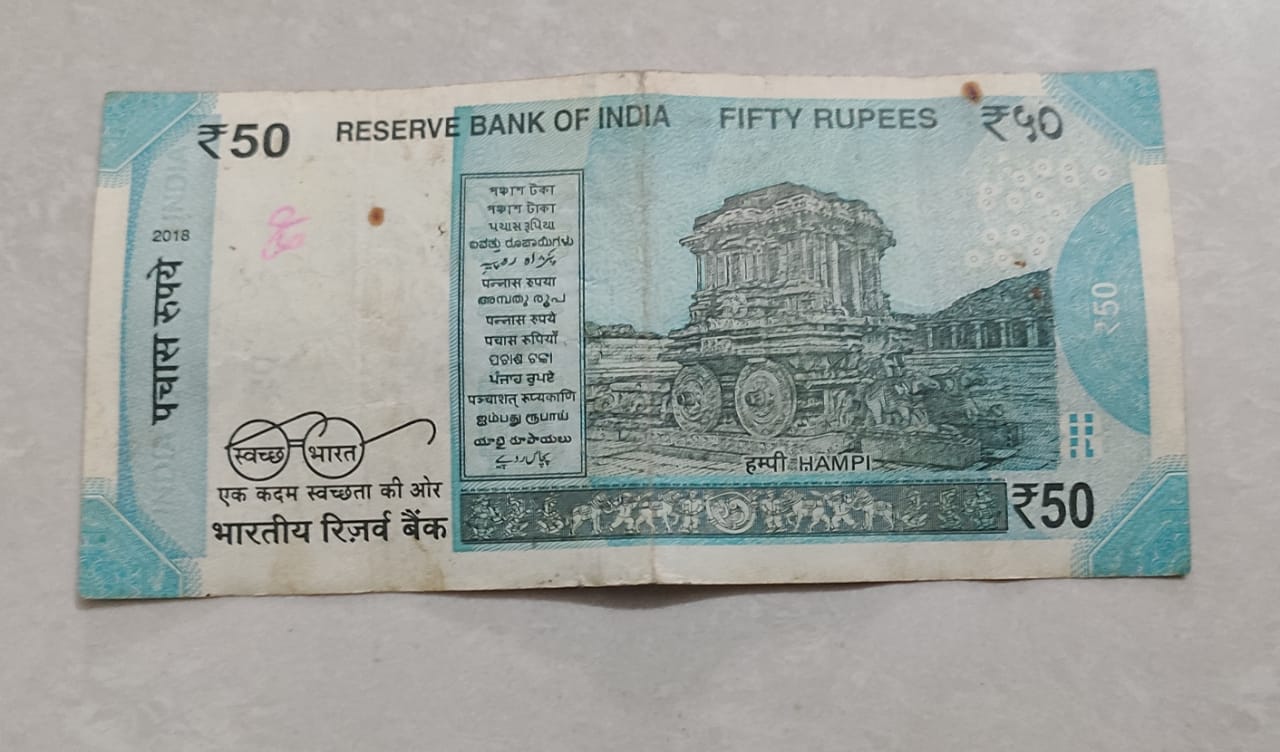 ₹50 RESERVE BANK OF INDIA FIFTY RUPEES ₹५०
2018
पचास रुपये
পঞ্চাশ টকা
পঞ্চাশ টাকা
પચાસ રૂપિયા
ಐವತ್ತು ರೂಪಾಯಿಗಳು
पन्नास रुपया
അമ്പതു രൂപ
पन्नास रुपये
पचास रुपियाँ
ପଚାଶ ଟଙ୍କା
ਪੰਜਾਹ ਰੁਪਏ
पञ्चाशत् रूप्यकाणि
ஐம்பது ரூபாய்
యాభై రూపాయలు
پچاس روپے
₹50
स्वच्छ भारत
एक कदम स्वच्छता की ओर
भारतीय रिज़र्व बैंक
हम्पी HAMPI
₹50